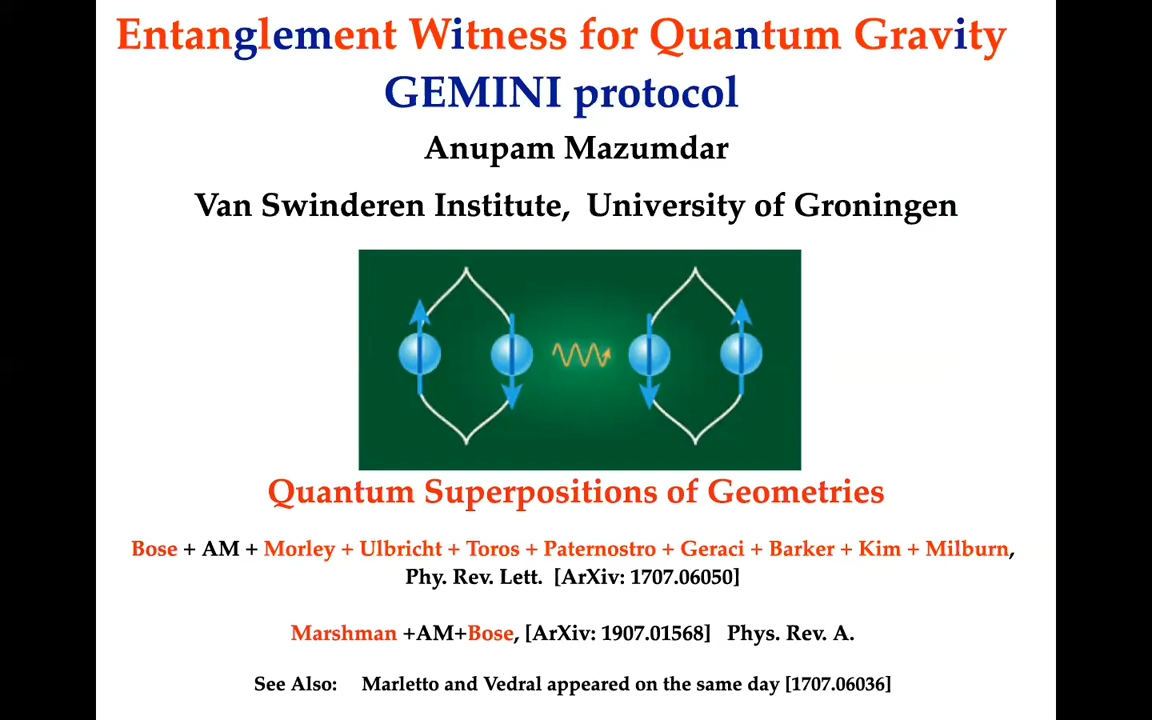 Entanglement Witness for Quantum Gravity
GEMINI protocol
Anupam Mazumdar
Van Swinderen Institute, University of Groningen
Quantum Superpositions of Geometries
Bose + AM + Morley + Ulbricht + Toros + Paternostro + Geraci + Barker + Kim + Milburn,
Phy. Rev. Lett. [ArXiv: 1707.06050]
Marshman +AM+Bose, [ArXiv: 1907.01568] Phys. Rev. A.
See Also: Marletto and Vedral appeared on the same day [1707.06036]